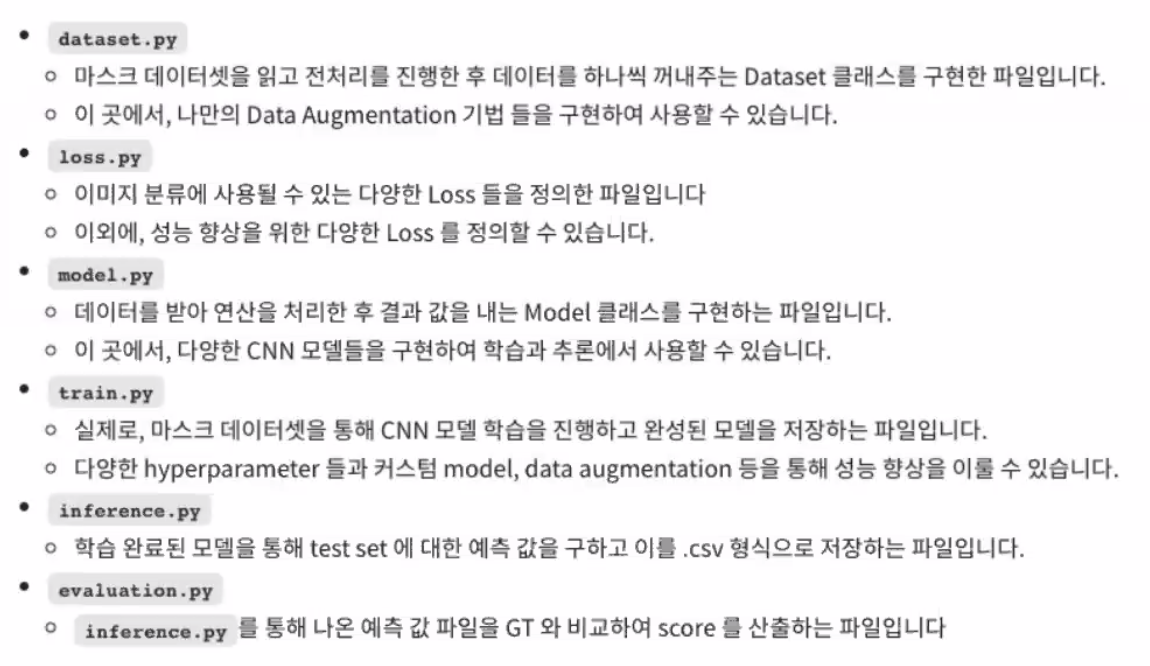 dataset.py
마스크 데이터셋을 읽고 전처리를 진행한 후 데이터를 하나씩 꺼내주는 Dataset 클래스를 구현한 파일입니다.
이 곳에서, 나만의 Data Augmentation 기법 들을 구현하여 사용할 수 있습니다.
loss.py
이미지 분류에 사용될 수 있는 다양한 Loss 들을 정의한 파일입니다
이외에, 성능 향상을 위한 다양한 Loss 를 정의할 수 있습니다.
model.py
데이터를 받아 연산을 처리한 후 결과 값을 내는 Model 클래스를 구현하는 파일입니다.
이 곳에서, 다양한 CNN 모델들을 구현하여 학습과 추론에서 사용할 수 있습니다.
train.py
실제로, 마스크 데이터셋을 통해 CNN 모델 학습을 진행하고 완성된 모델을 저장하는 파일입니다.
다양한 hyperparameter 들과 커스텀 model, data augmentation 등을 통해 성능 향상을 이룰 수 있습니다.
inference.py
학습 완료된 모델을 통해 test set 에 대한 예측 값을 구하고 이를 .csv 형식으로 저장하는 파일입니다.
evaluation.py
inference.py 를 통해 나온 예측 값 파일을 GT 와 비교하여 score 를 산출하는 파일입니다